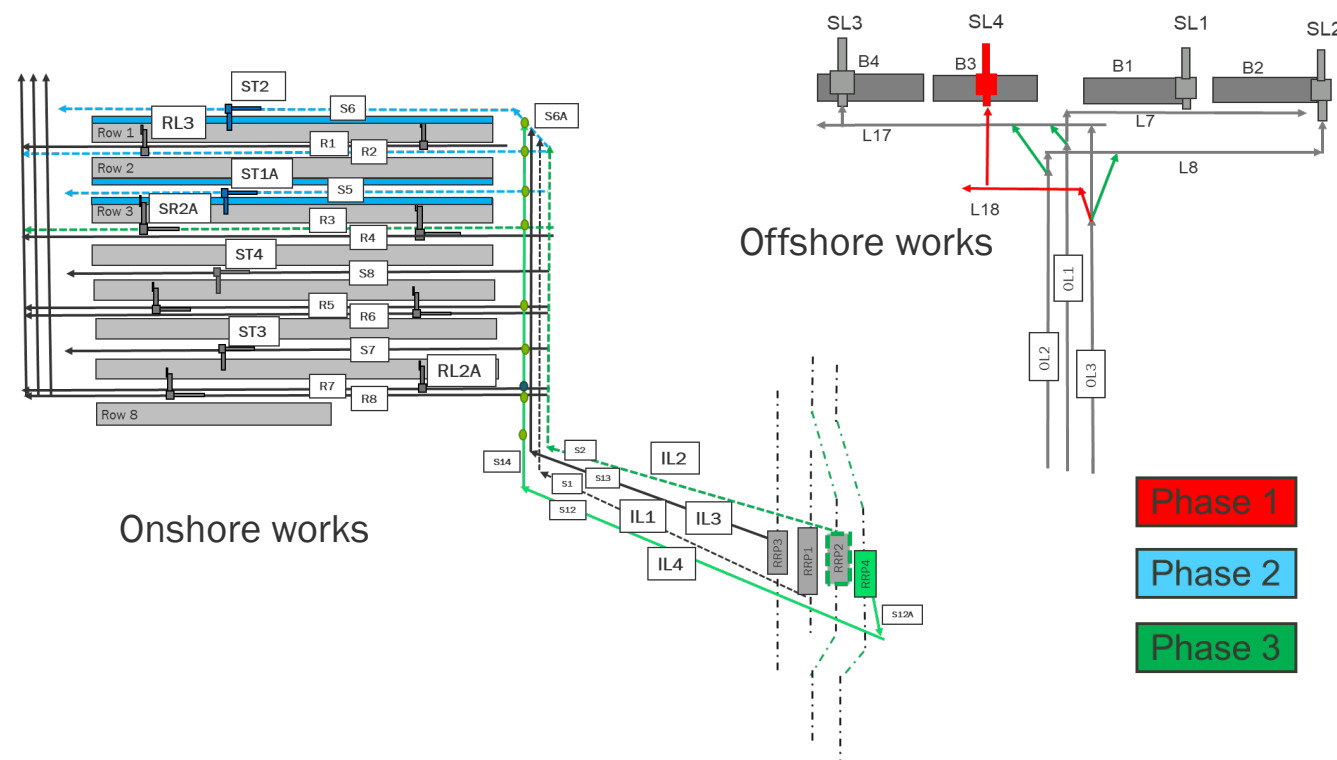 SL3
SL4
SL1
SL2
B4
B3
B1
B2
L17
L7
L8
L18
Offshore works
OL1
OL2
OL3
ST2
S6
S6A
RL3
Row 1
R1
R2
Row 2
ST1A
S5
Row 3
SR2A
R3
R4
ST4
S8
R5
R6
ST3
S7
RL2A
R7
R8
Row 8
S14
S2
IL2
S13
S1
S12
IL1
IL3
IL4
RRP3
RRP1
RRP2
RRP4
S12A
Onshore works
Phase 1
Phase 2
Phase 3